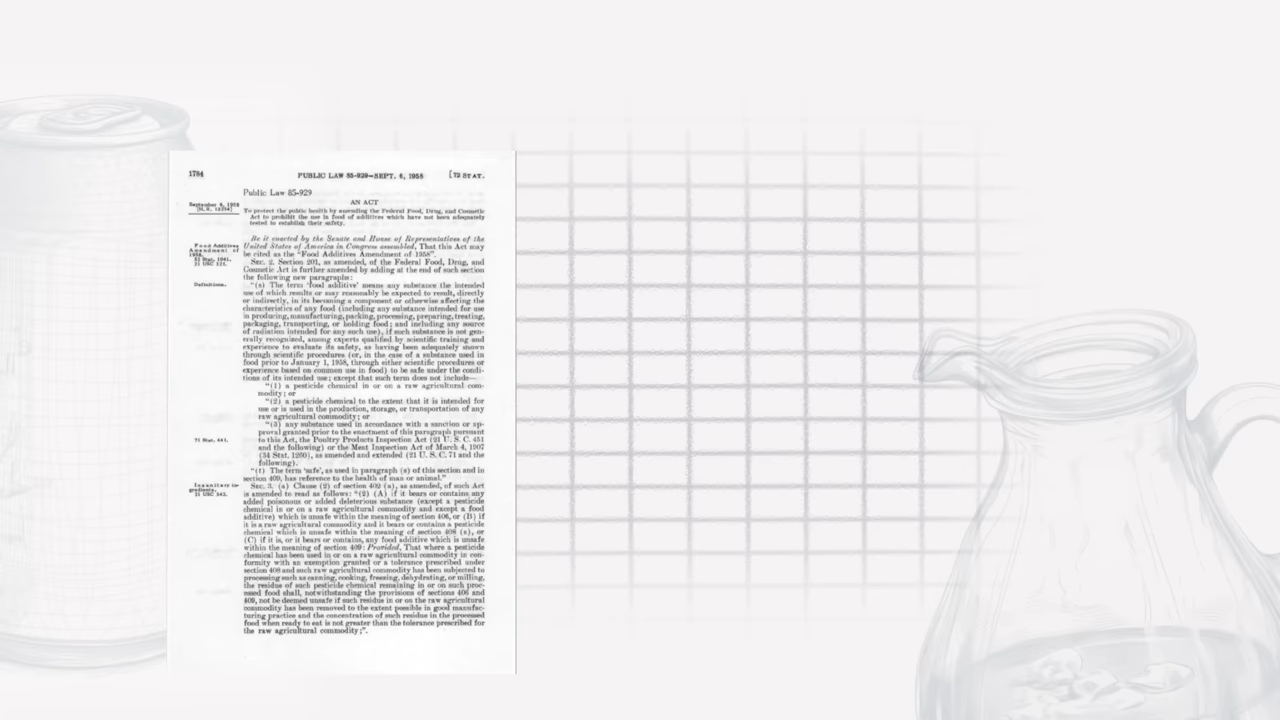 1784
PUBLIC LAW 85-929—SEPT. 6, 1958
[72 STAT.
Public Law 85-929
AN ACT
September 6, 1958
[H. R. 13254]
To protect the public health by amending the Federal Food, Drug, and Cosmetic
Act to prohibit the use in food of additives which have not been adequately
tested to establish their safety.
Be it enacted by the Senate and House of Representatives of the
Food Additives
Amendment of
1958.
United States of America in Congress assembled, That this Act may
be cited as the "Food Additives Amendment of 1958".
52 Stat. 1041.
21 USC 321.
Sec. 2. Section 201, as amended, of the Federal Food, Drug, and
Cosmetic Act is further amended by adding at the end of such section
the following new paragraphs:
Definitions.
"(s) The term 'food additive' means any substance the intended
use of which results or may reasonably be expected to result, directly
or indirectly, in its becoming a component or otherwise affecting the
characteristics of any food (including any substance intended for use
in producing, manufacturing, packing, processing, preparing, treating,
packaging, transporting, or holding food; and including any source
of radiation intended for any such use), if such substance is not gen-
erally recognized, among experts qualified by scientific training and
experience to evaluate its safety, as having been adequately shown
through scientific procedures (or, in the case of a substance used in
food prior to January 1, 1958, through either scientific procedures or
experience based on common use in food) to be safe under the condi-
tions of its intended use; except that such term does not include—
"(1) a pesticide chemical in or on a raw agricultural com-
modity; or
"(2) a pesticide chemical to the extent that it is intended for
use or is used in the production, storage, or transportation of any
raw agricultural commodity; or
"(3) any substance used in accordance with a sanction or ap-
proval granted prior to the enactment of this paragraph pursuant
71 Stat. 441.
to this Act, the Poultry Products Inspection Act (21 U. S. C. 451
and the following) or the Meat Inspection Act of March 4, 1907
(34 Stat. 1260), as amended and extended (21 U. S. C. 71 and the
following).
"(t) The term 'safe', as used in paragraph (s) of this section and in
section 409, has reference to the health of man or animal."
Insanitary in-
gredients.
21 USC 342.
Sec. 3. (a) Clause (2) of section 402 (a), as amended, of such Act
is amended to read as follows: "(2) (A) if it bears or contains any
added poisonous or added deleterious substance (except a pesticide
chemical in or on a raw agricultural commodity and except a food
additive) which is unsafe within the meaning of section 406, or (B) if
it is a raw agricultural commodity and it bears or contains a pesticide
chemical which is unsafe within the meaning of section 408 (a), or
(C) if it is, or it bears or contains, any food additive which is unsafe
within the meaning of section 409: Provided, That where a pesticide
chemical has been used in or on a raw agricultural commodity in con-
formity with an exemption granted or a tolerance prescribed under
section 408 and such raw agricultural commodity has been subjected to
processing such as canning, cooking, freezing, dehydrating, or milling,
the residue of such pesticide chemical remaining in or on such proc-
essed food shall, notwithstanding the provisions of sections 406 and
409, not be deemed unsafe if such residue in or on the raw agricultural
commodity has been removed to the extent possible in good manufac-
turing practice and the concentration of such residue in the processed
food when ready to eat is not greater than the tolerance prescribed for
the raw agricultural commodity;".